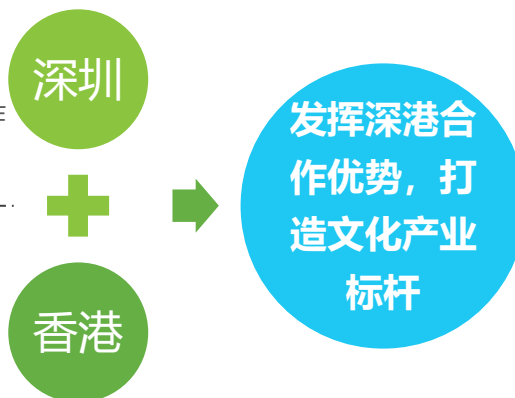 深圳
香港
发挥深港合
作优势，打
造文化产业
标杆